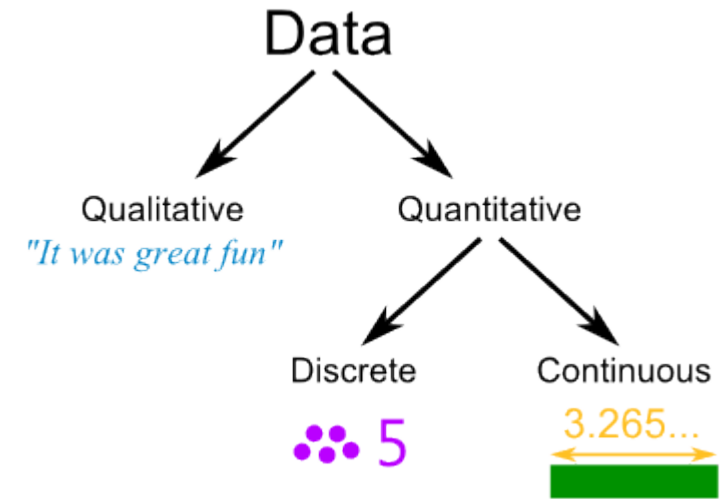 Data
Qualitative
Quantitative
"It was great fun"
Discrete
Continuous
5
3.265...